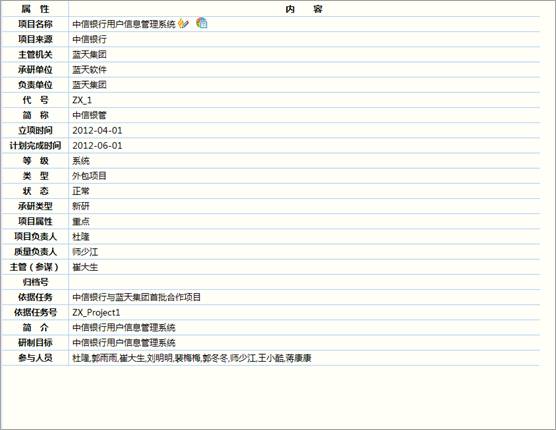 属 性 内 容
项目名称 中信银行用户信息管理系统
项目来源 中信银行
主管机关 蓝天集团
承研单位 蓝天软件
负责单位 蓝天集团
代 号 ZX_1
简 称 中信银管
立项时间 2012-04-01
计划完成时间 2012-06-01
等 级 系统
类 型 外包项目
状 态 正常
承研类型 新研
项目属性 重点
项目负责人 杜隆
质量负责人 师少江
主管（参谋） 崔大生
归档号
依据任务 中信银行与蓝天集团首批合作项目
依据任务号 ZX_Project1
简 介 中信银行用户信息管理系统
研制目标 中信银行用户信息管理系统
参与人员 杜隆,郭雨雨,崔大生,刘明明,裴梅梅,郭冬冬,师少江,王小酷,蒋康康